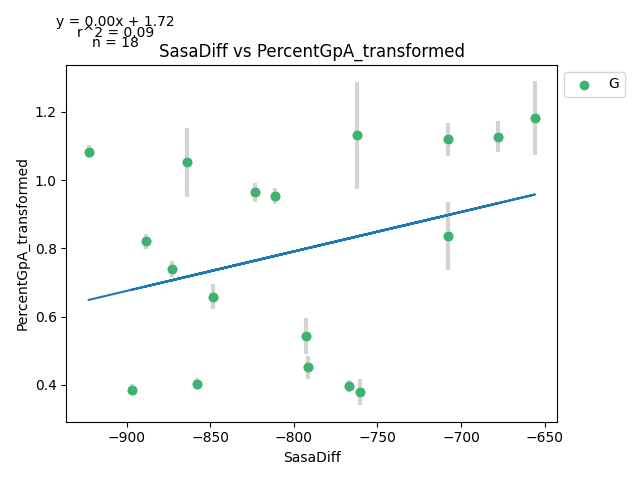 y = 0.00x + 1.72
r^2 = 0.09
n = 18
SasaDiff vs PercentGpA_transformed
G
1.2
1.0
0.8
0.6
0.4
PercentGpA_transformed
−900
−850
−800
−750
−700
−650
SasaDiff